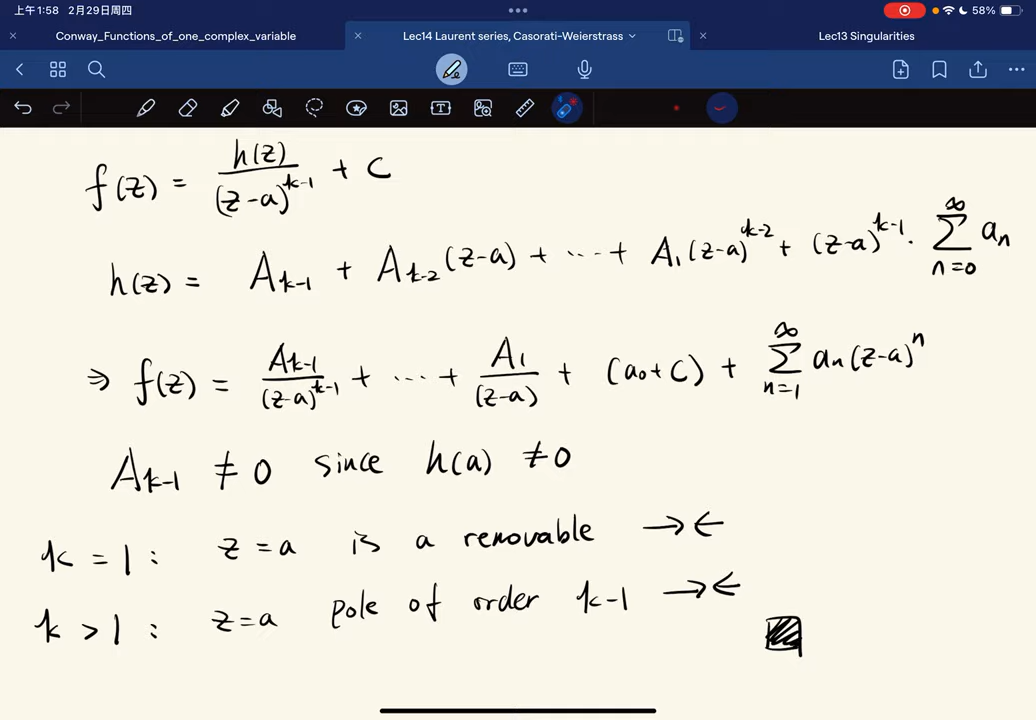 上午1:58 2月29日周四 58%
Conway_Functions_of_one_complex_variable Lec14 Laurent series, Casorati-Weierstrass Lec13 Singularities
f(z) = h(z)/(z-a)^{k-1} + C
h(z) = A_{k-1} + A_{k-2}(z-a) + ... + A_1(z-a)^{k-2} + (z-a)^{k-1} · ∑_{n=0}^{∞} a_n
⇒ f(z) = A_{k-1}/(z-a)^{k-1} + ... + A_1/(z-a) + (a_0+C) + ∑_{n=1}^{∞} a_n(z-a)^n
A_{k-1} ≠ 0 since h(a) ≠ 0
k = 1 : z = a is a removable →←
k > 1 : z = a pole of order k-1 →←